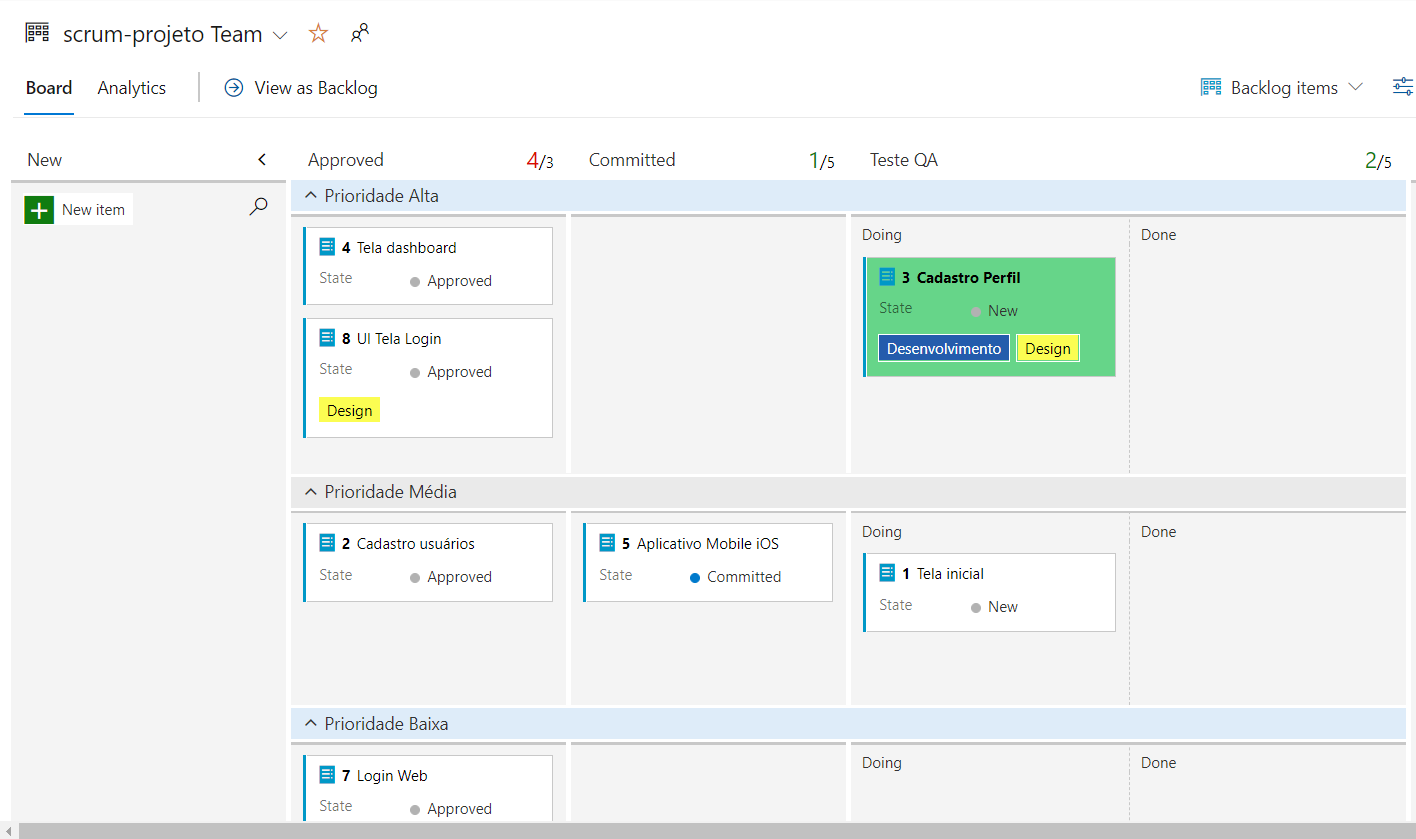 scrum-projeto Team
Board Analytics View as Backlog Backlog items
New Approved 4/3 Committed 1/5 Teste QA 2/5
New item
Prioridade Alta
4 Tela dashboard
State Approved
8 UI Tela Login
State Approved
Design
Doing Done
3 Cadastro Perfil
State New
Desenvolvimento Design
Prioridade Média
2 Cadastro usuários
State Approved
5 Aplicativo Mobile iOS
State Committed
Doing Done
1 Tela inicial
State New
Prioridade Baixa
7 Login Web
State Approved
Doing Done